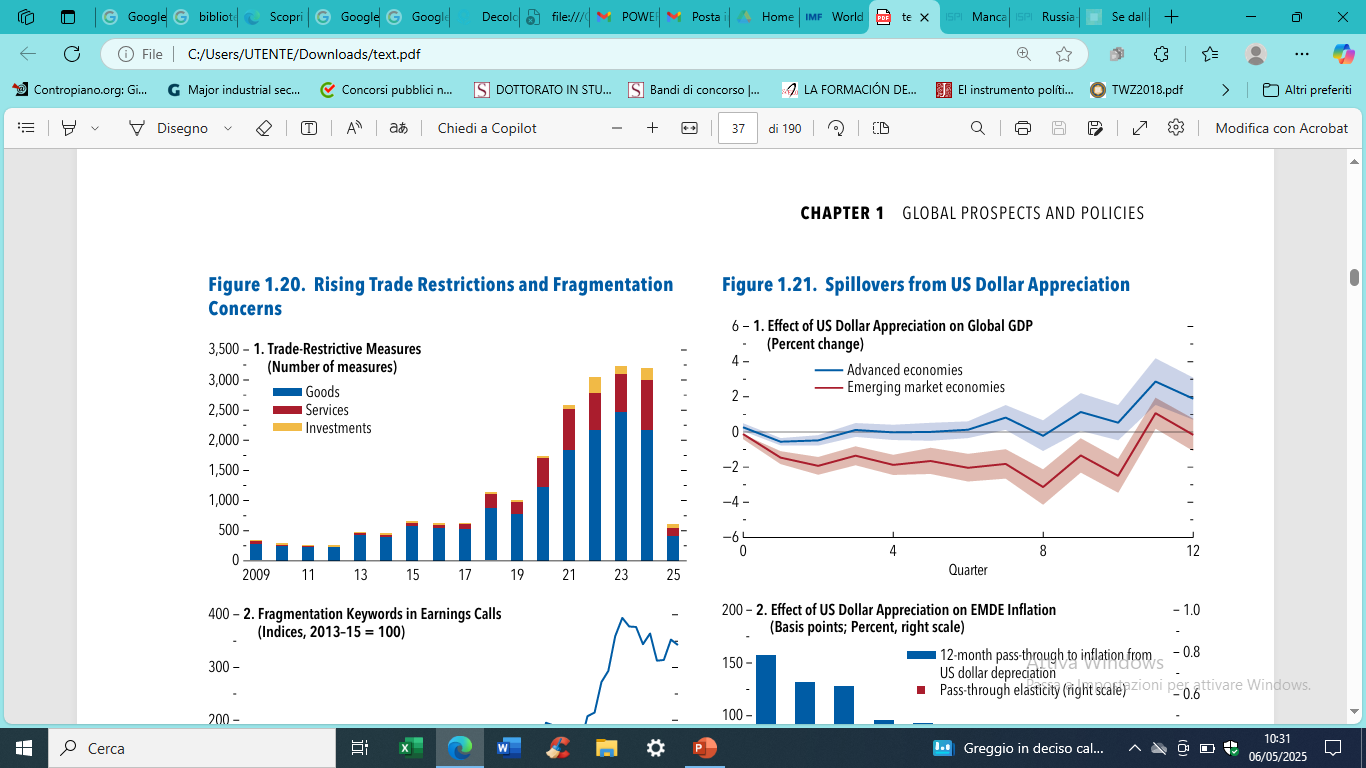 Google
bibliot
Scopri
Google
Google
Decolc
file:///C
POWER
Posta i
Home
IMF World
PDF te
ISPI Manca
ISPI Russia
Se dall
File C:/Users/UTENTE/Downloads/text.pdf
Contropiano.org: Gi... Major industrial sec... Concorsi pubblici n... DOTTORATO IN STU... Bandi di concorso |... LA FORMACIÓN DE... El instrumento políti... TWZ2018.pdf Altri preferiti
Disegno Chiedi a Copilot 37 di 190 Modifica con Acrobat
CHAPTER 1 GLOBAL PROSPECTS AND POLICIES
Figure 1.20. Rising Trade Restrictions and Fragmentation
Concerns
1. Trade-Restrictive Measures
(Number of measures)
Goods
Services
Investments
3,500
3,000
2,500
2,000
1,500
1,000
500
0
2009 11 13 15 17 19 21 23 25
2. Fragmentation Keywords in Earnings Calls
(Indices, 2013–15 = 100)
400
300
200
Figure 1.21. Spillovers from US Dollar Appreciation
1. Effect of US Dollar Appreciation on Global GDP
(Percent change)
Advanced economies
Emerging market economies
6
4
2
0
−2
−4
−6
0 4 8 12
Quarter
2. Effect of US Dollar Appreciation on EMDE Inflation
(Basis points; Percent, right scale)
12-month pass-through to inflation from
US dollar depreciation
Pass-through elasticity (right scale)
200
150
100
1.0
0.8
0.6
Attiva Windows
Passa a Impostazioni per attivare Windows.
Cerca
Greggio in deciso cal...
10:31
06/05/2025